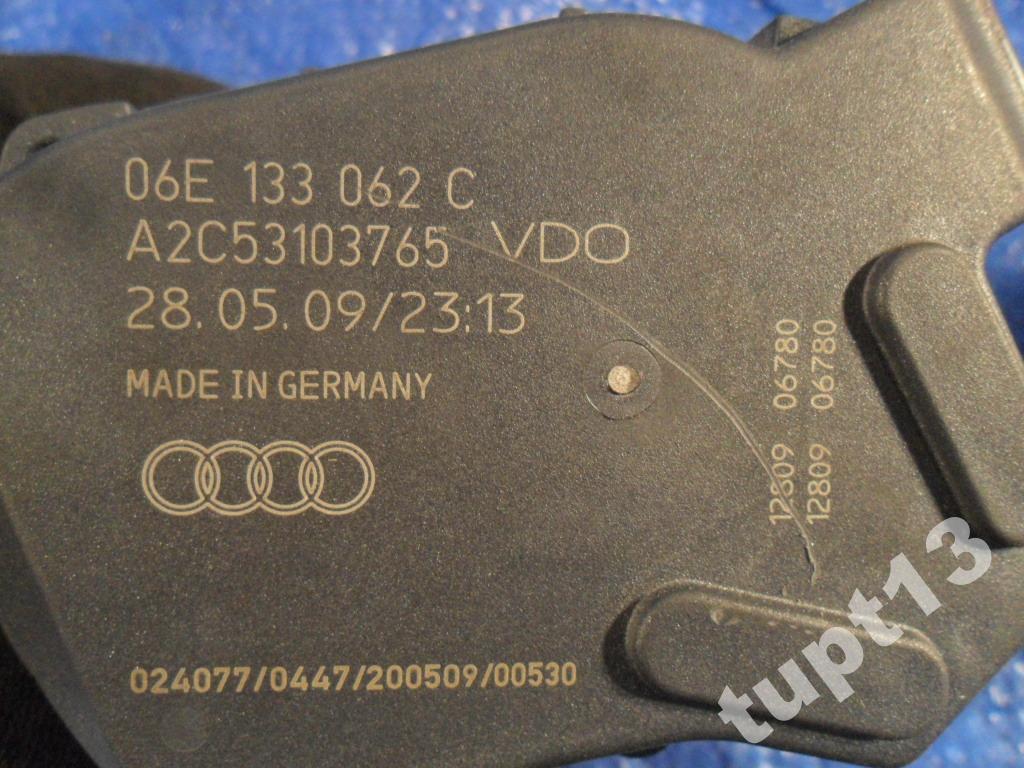 06E 133 062 C
A2C53103765 VDO
28.05.09/23:13
MADE IN GERMANY
12809 06780
12809 06780
024077/0447/200509/00530
tupt13